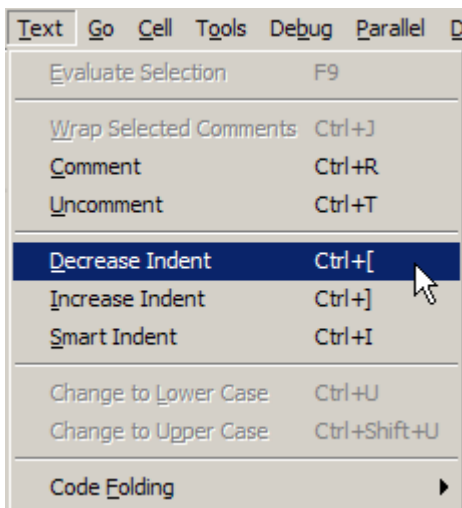 Text Go Cell Tools Debug Parallel D
Evaluate Selection F9
Wrap Selected Comments Ctrl+J
Comment Ctrl+R
Uncomment Ctrl+T
Decrease Indent Ctrl+[
Increase Indent Ctrl+]
Smart Indent Ctrl+I
Change to Lower Case Ctrl+U
Change to Upper Case Ctrl+Shift+U
Code Folding